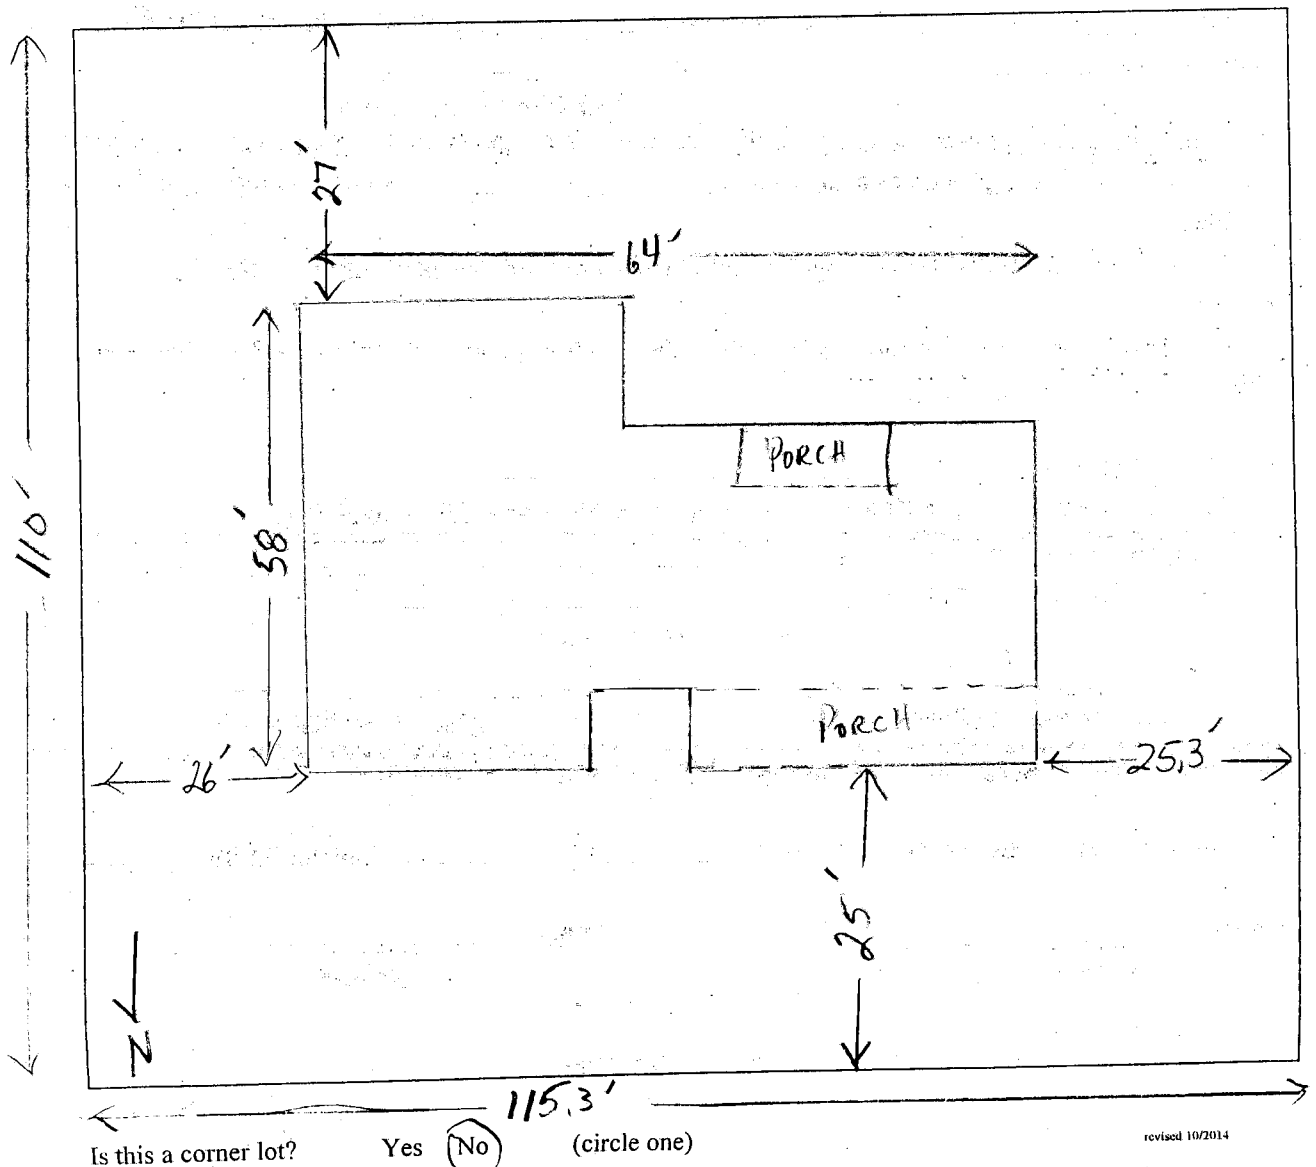 27'
64'
PORCH
110'
58'
PORCH
26'
25.3'
25'
N
115.3'
Is this a corner lot? Yes No (circle one)
revised 10/2014